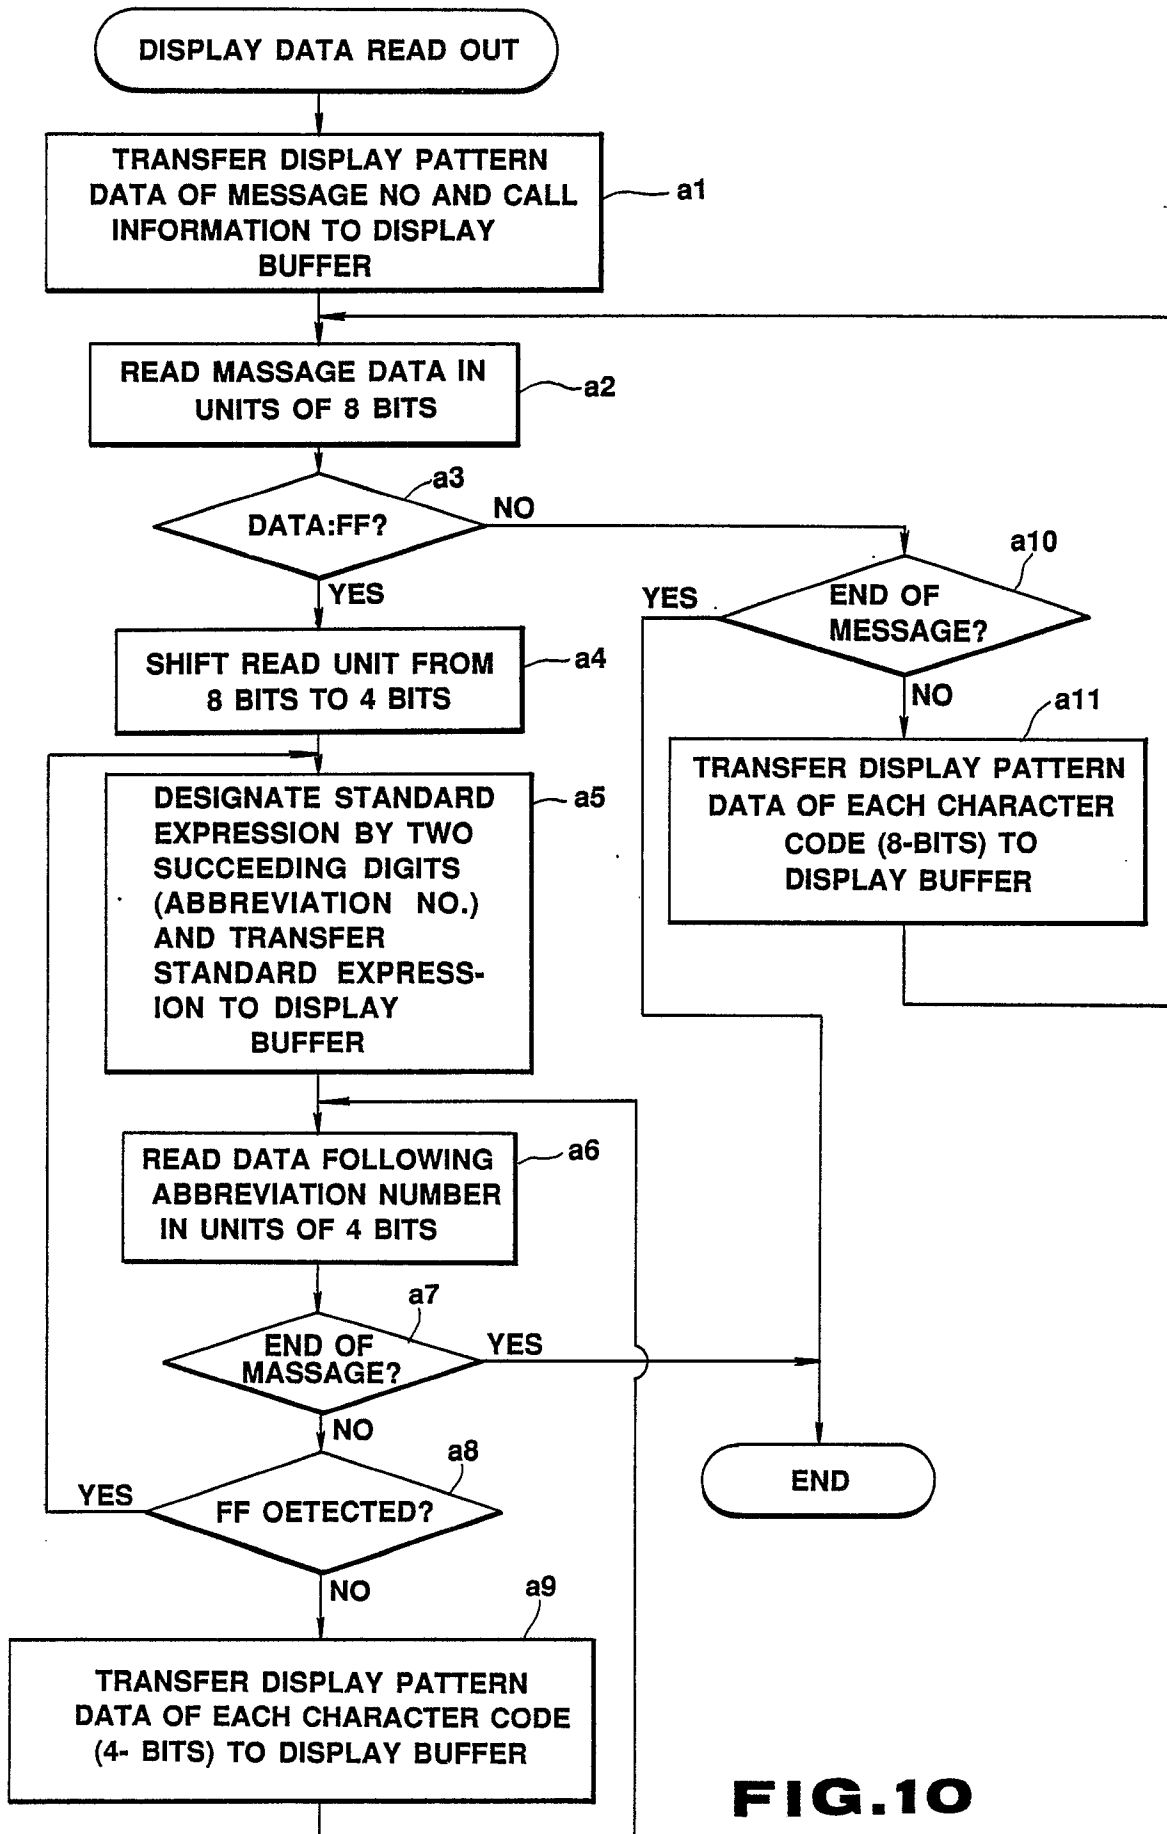 DISPLAY DATA READ OUT
TRANSFER DISPLAY PATTERN
DATA OF MESSAGE NO AND CALL
INFORMATION TO DISPLAY
BUFFER
a1
READ MASSAGE DATA IN
UNITS OF 8 BITS
a2
a3
DATA:FF?
NO
YES
a10
END OF
MESSAGE?
YES
NO
SHIFT READ UNIT FROM
8 BITS TO 4 BITS
a4
a11
TRANSFER DISPLAY PATTERN
DATA OF EACH CHARACTER
CODE (8-BITS) TO
DISPLAY BUFFER
DESIGNATE STANDARD
EXPRESSION BY TWO
SUCCEEDING DIGITS
(ABBREVIATION NO.)
AND TRANSFER
STANDARD EXPRESS-
ION TO DISPLAY
BUFFER
a5
READ DATA FOLLOWING
ABBREVIATION NUMBER
IN UNITS OF 4 BITS
a6
a7
END OF
MASSAGE?
YES
NO
a8
FF OETECTED?
YES
NO
END
a9
TRANSFER DISPLAY PATTERN
DATA OF EACH CHARACTER CODE
(4- BITS) TO DISPLAY BUFFER
FIG.10